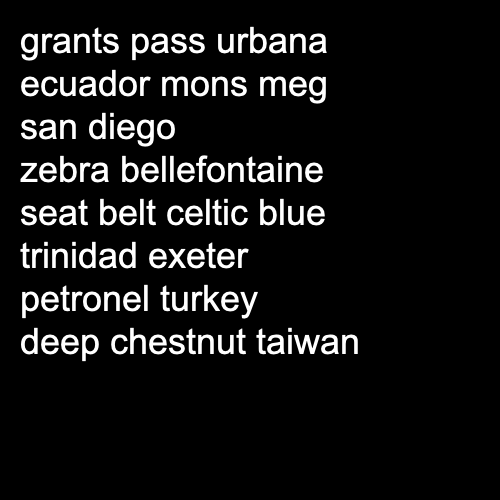 grants pass urbana
ecuador mons meg
san diego
zebra bellefontaine
seat belt celtic blue
trinidad exeter
petronel turkey
deep chestnut taiwan